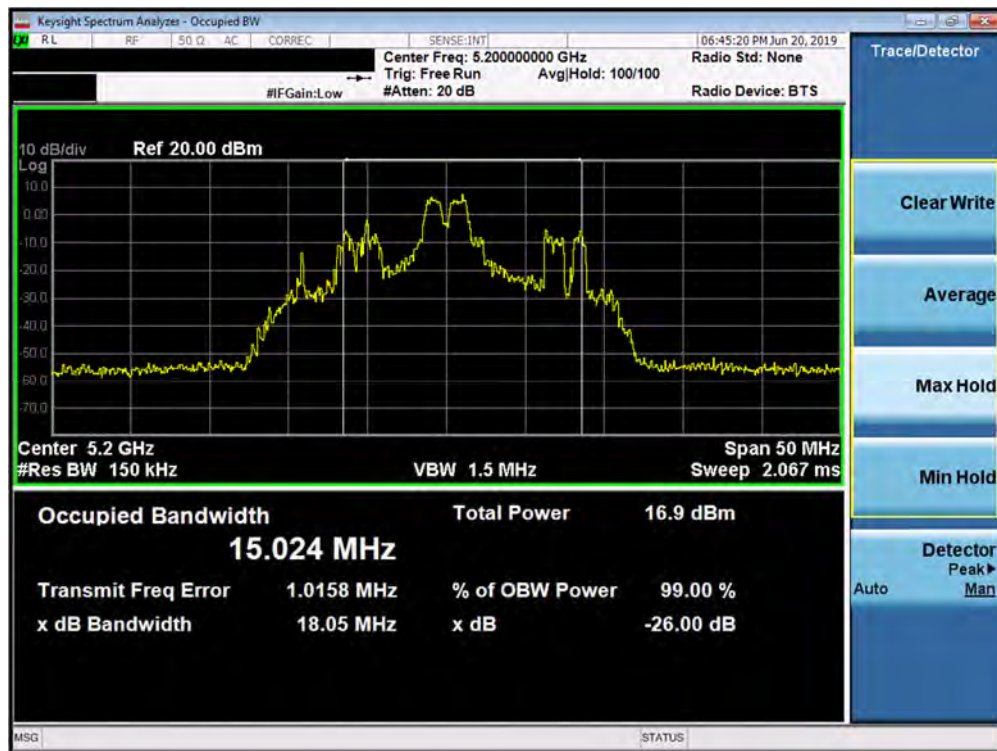 Keysight Spectrum Analyzer - Occupied BW
RL RF 50 Ω AC CORREC SENSE:INT 06:45:20 PM Jun 20, 2019
Center Freq: 5.200000000 GHz Radio Std: None
Trig: Free Run Avg|Hold: 100/100
#IFGain:Low #Atten: 20 dB Radio Device: BTS
Trace/Detector
10 dB/div Ref 20.00 dBm
Log
10.0
0.00
-10.0
-20.0
-30.0
-40.0
-50.0
-60.0
-70.0
Center 5.2 GHz Span 50 MHz
#Res BW 150 kHz VBW 1.5 MHz Sweep 2.067 ms
Occupied Bandwidth Total Power 16.9 dBm
15.024 MHz
Transmit Freq Error 1.0158 MHz % of OBW Power 99.00 %
x dB Bandwidth 18.05 MHz x dB -26.00 dB
Clear Write
Average
Max Hold
Min Hold
Detector
Peak▶
Auto Man
MSG STATUS